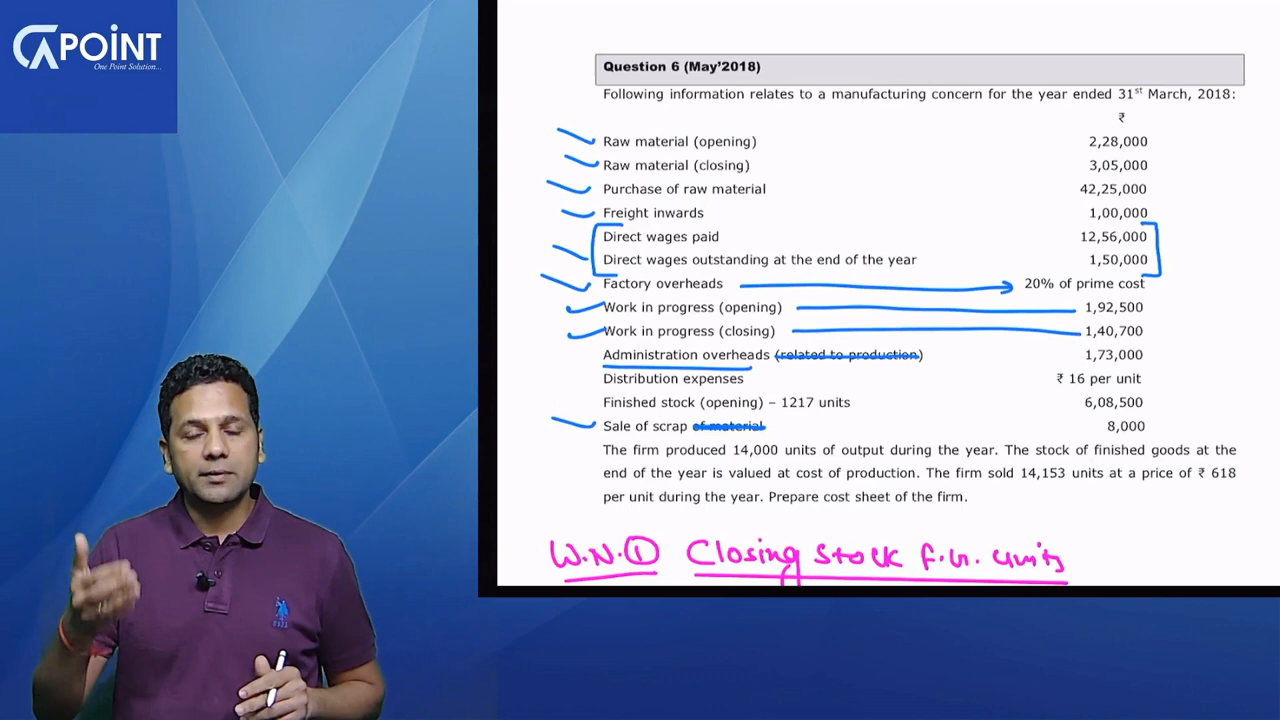 CAPOiNT
One Point Solution...
Question 6 (May'2018)
Following information relates to a manufacturing concern for the year ended 31st March, 2018:
₹
Raw material (opening) 2,28,000
Raw material (closing) 3,05,000
Purchase of raw material 42,25,000
Freight inwards 1,00,000
Direct wages paid 12,56,000
Direct wages outstanding at the end of the year 1,50,000
Factory overheads 20% of prime cost
Work in progress (opening) 1,92,500
Work in progress (closing) 1,40,700
Administration overheads (related to production) 1,73,000
Distribution expenses ₹ 16 per unit
Finished stock (opening) – 1217 units 6,08,500
Sale of scrap of material 8,000
The firm produced 14,000 units of output during the year. The stock of finished goods at the
end of the year is valued at cost of production. The firm sold 14,153 units at a price of ₹ 618
per unit during the year. Prepare cost sheet of the firm.
W.N.① Closing Stock F.G. units